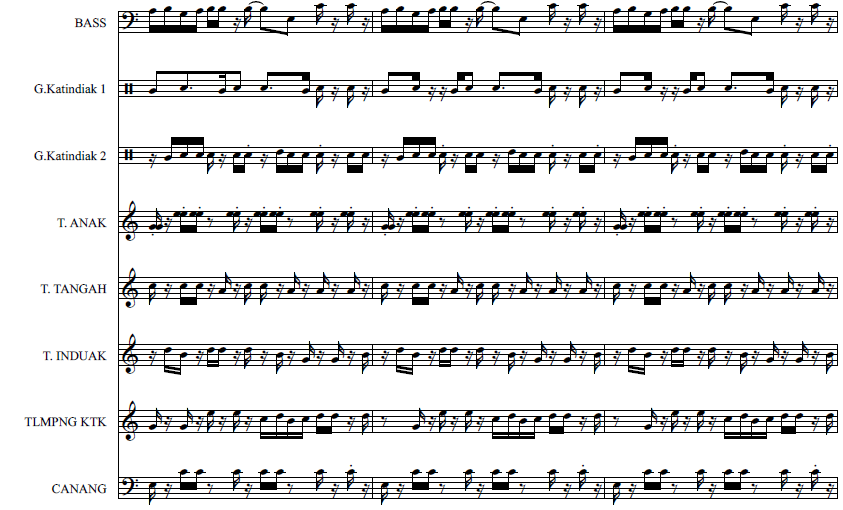 BASS
G.Katindiak 1
G.Katindiak 2
T. ANAK
T. TANGAH
T. INDUAK
TLMPNG KTK
CANANG